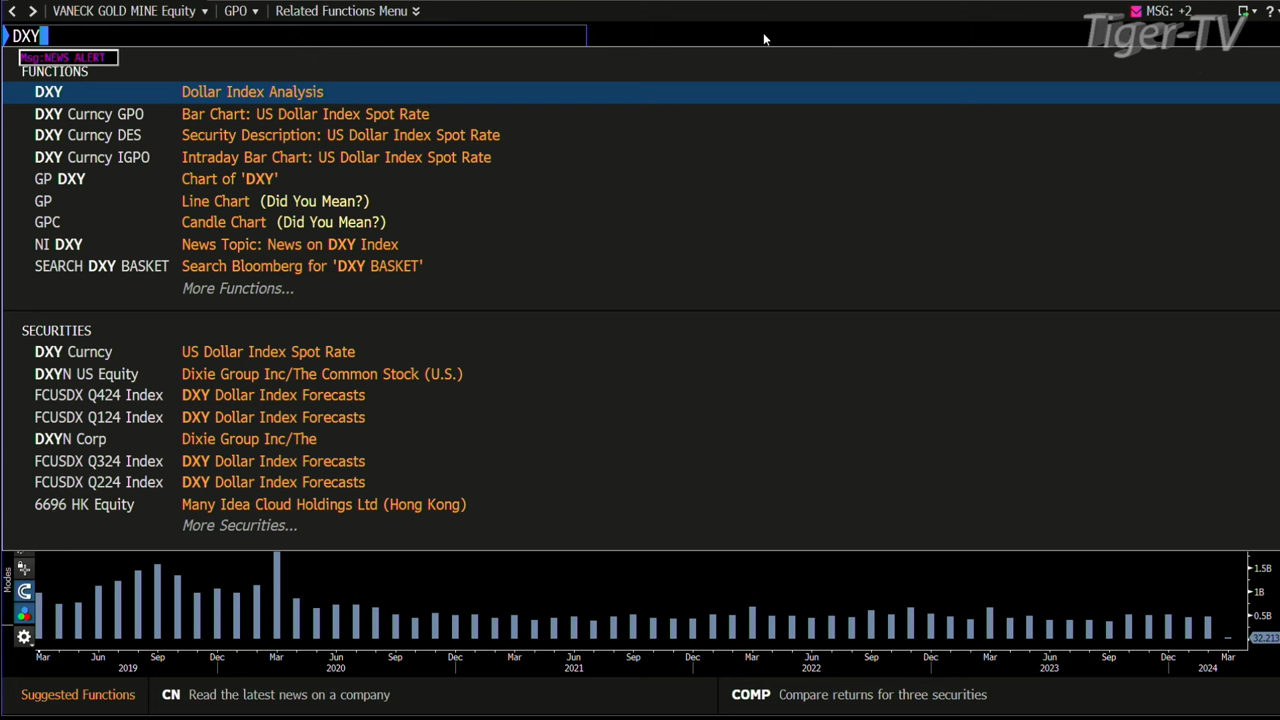 VANECK GOLD MINE Equity GPO Related Functions Menu MSG: +2 ?
Tiger-TV
DXY
Msg:NEWS ALERT
FUNCTIONS
DXY Dollar Index Analysis
DXY Curncy GPO Bar Chart: US Dollar Index Spot Rate
DXY Curncy DES Security Description: US Dollar Index Spot Rate
DXY Curncy IGPO Intraday Bar Chart: US Dollar Index Spot Rate
GP DXY Chart of 'DXY'
GP Line Chart (Did You Mean?)
GPC Candle Chart (Did You Mean?)
NI DXY News Topic: News on DXY Index
SEARCH DXY BASKET Search Bloomberg for 'DXY BASKET'
More Functions...
SECURITIES
DXY Curncy US Dollar Index Spot Rate
DXYN US Equity Dixie Group Inc/The Common Stock (U.S.)
FCUSDX Q424 Index DXY Dollar Index Forecasts
FCUSDX Q124 Index DXY Dollar Index Forecasts
DXYN Corp Dixie Group Inc/The
FCUSDX Q324 Index DXY Dollar Index Forecasts
FCUSDX Q224 Index DXY Dollar Index Forecasts
6696 HK Equity Many Idea Cloud Holdings Ltd (Hong Kong)
More Securities...
Modes
1.5B
1B
0.5B
32.213
Mar Jun Sep Dec Mar Jun Sep Dec Mar Jun Sep Dec Mar Jun Sep Dec Mar Jun Sep Dec Mar
2019 2020 2021 2022 2023 2024
Suggested Functions CN Read the latest news on a company COMP Compare returns for three securities